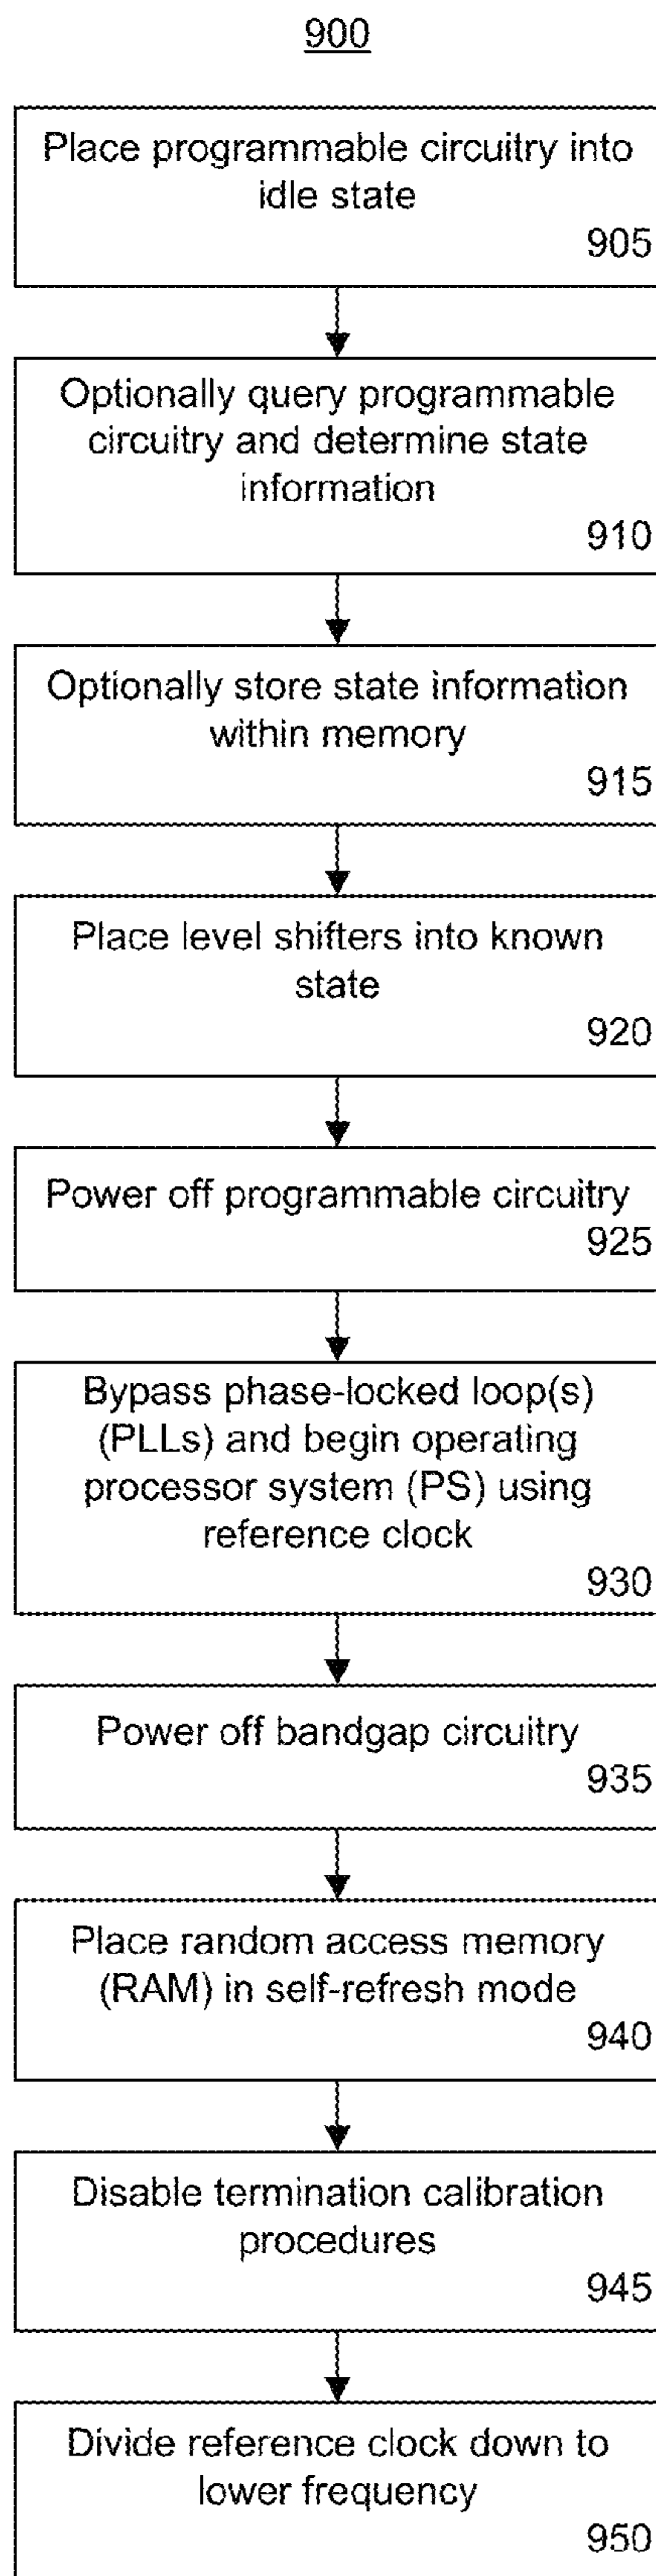 900
Place programmable circuitry into
idle state
905
Optionally query programmable
circuitry and determine state
information
910
Optionally store state information
within memory
915
Place level shifters into known
state
920
Power off programmable circuitry
925
Bypass phase-locked loop(s)
(PLLs) and begin operating
processor system (PS) using
reference clock
930
Power off bandgap circuitry
935
Place random access memory
(RAM) in self-refresh mode
940
Disable termination calibration
procedures
945
Divide reference clock down to
lower frequency
950